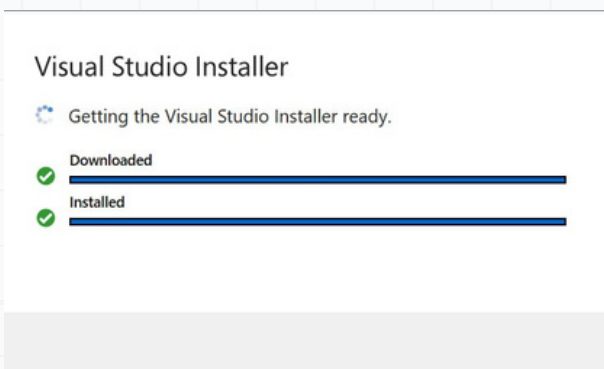 Visual Studio Installer
Getting the Visual Studio Installer ready.
Downloaded
Installed